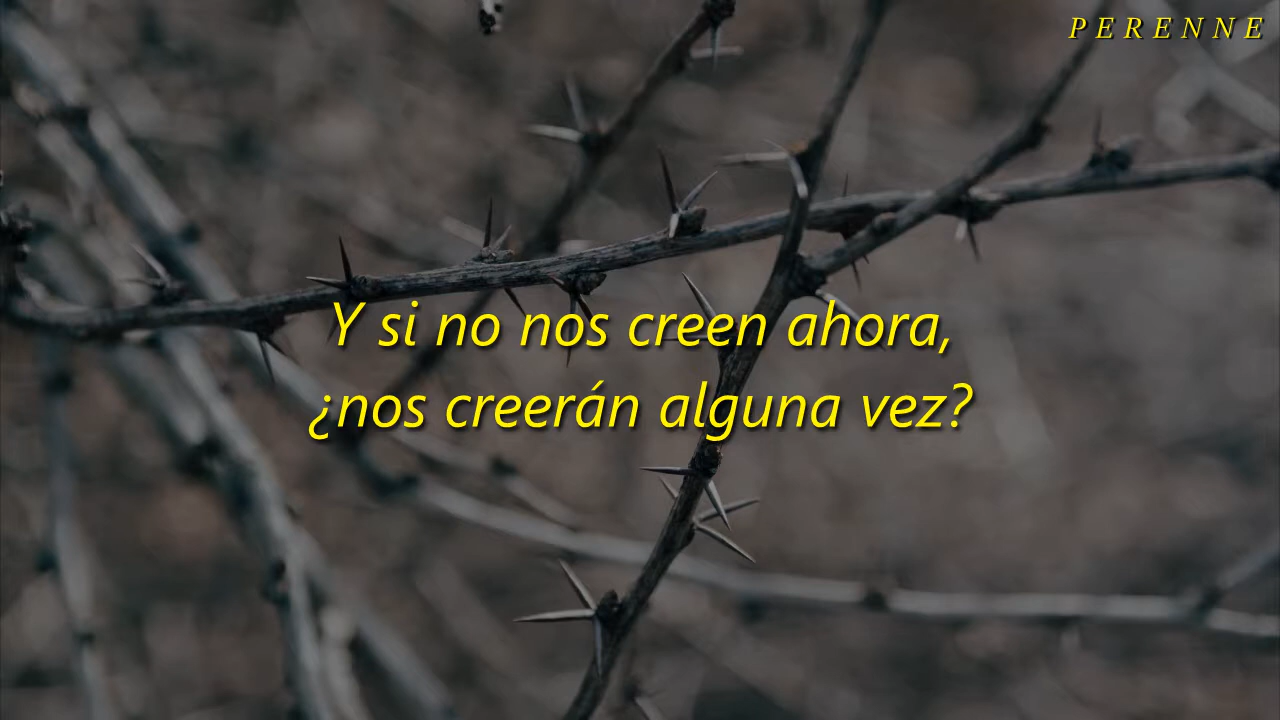 P E R E N N E
Y si no nos creen ahora,
¿nos creerán alguna vez?